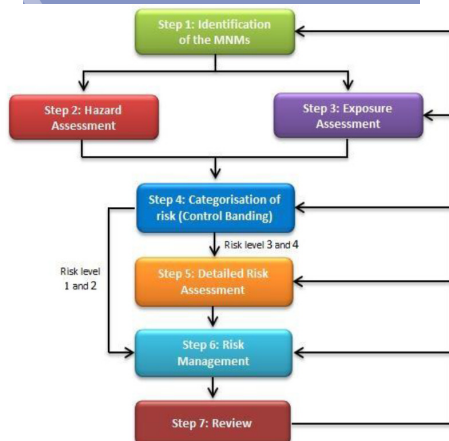 Step 1: Identification
of the MNMs
Step 2: Hazard
Assessment
Step 3: Exposure
Assessment
Step 4: Categorisation of
risk (Control Banding)
Risk level 3 and 4
Risk level
1 and 2
Step 5: Detailed Risk
Assessment
Step 6: Risk
Management
Step 7: Review